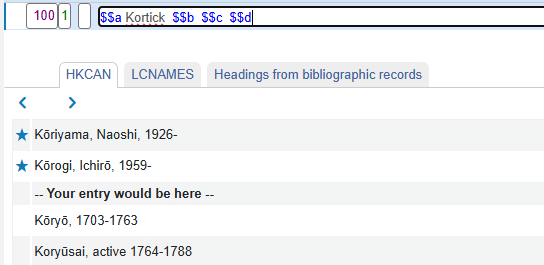 100 1 $$a Kortick $$b $$c $$d
HKCAN LCNAMES Headings from bibliographic records
Kōriyama, Naoshi, 1926-
Kōrogi, Ichirō, 1959-
-- Your entry would be here --
Kōryō, 1703-1763
Koryūsai, active 1764-1788